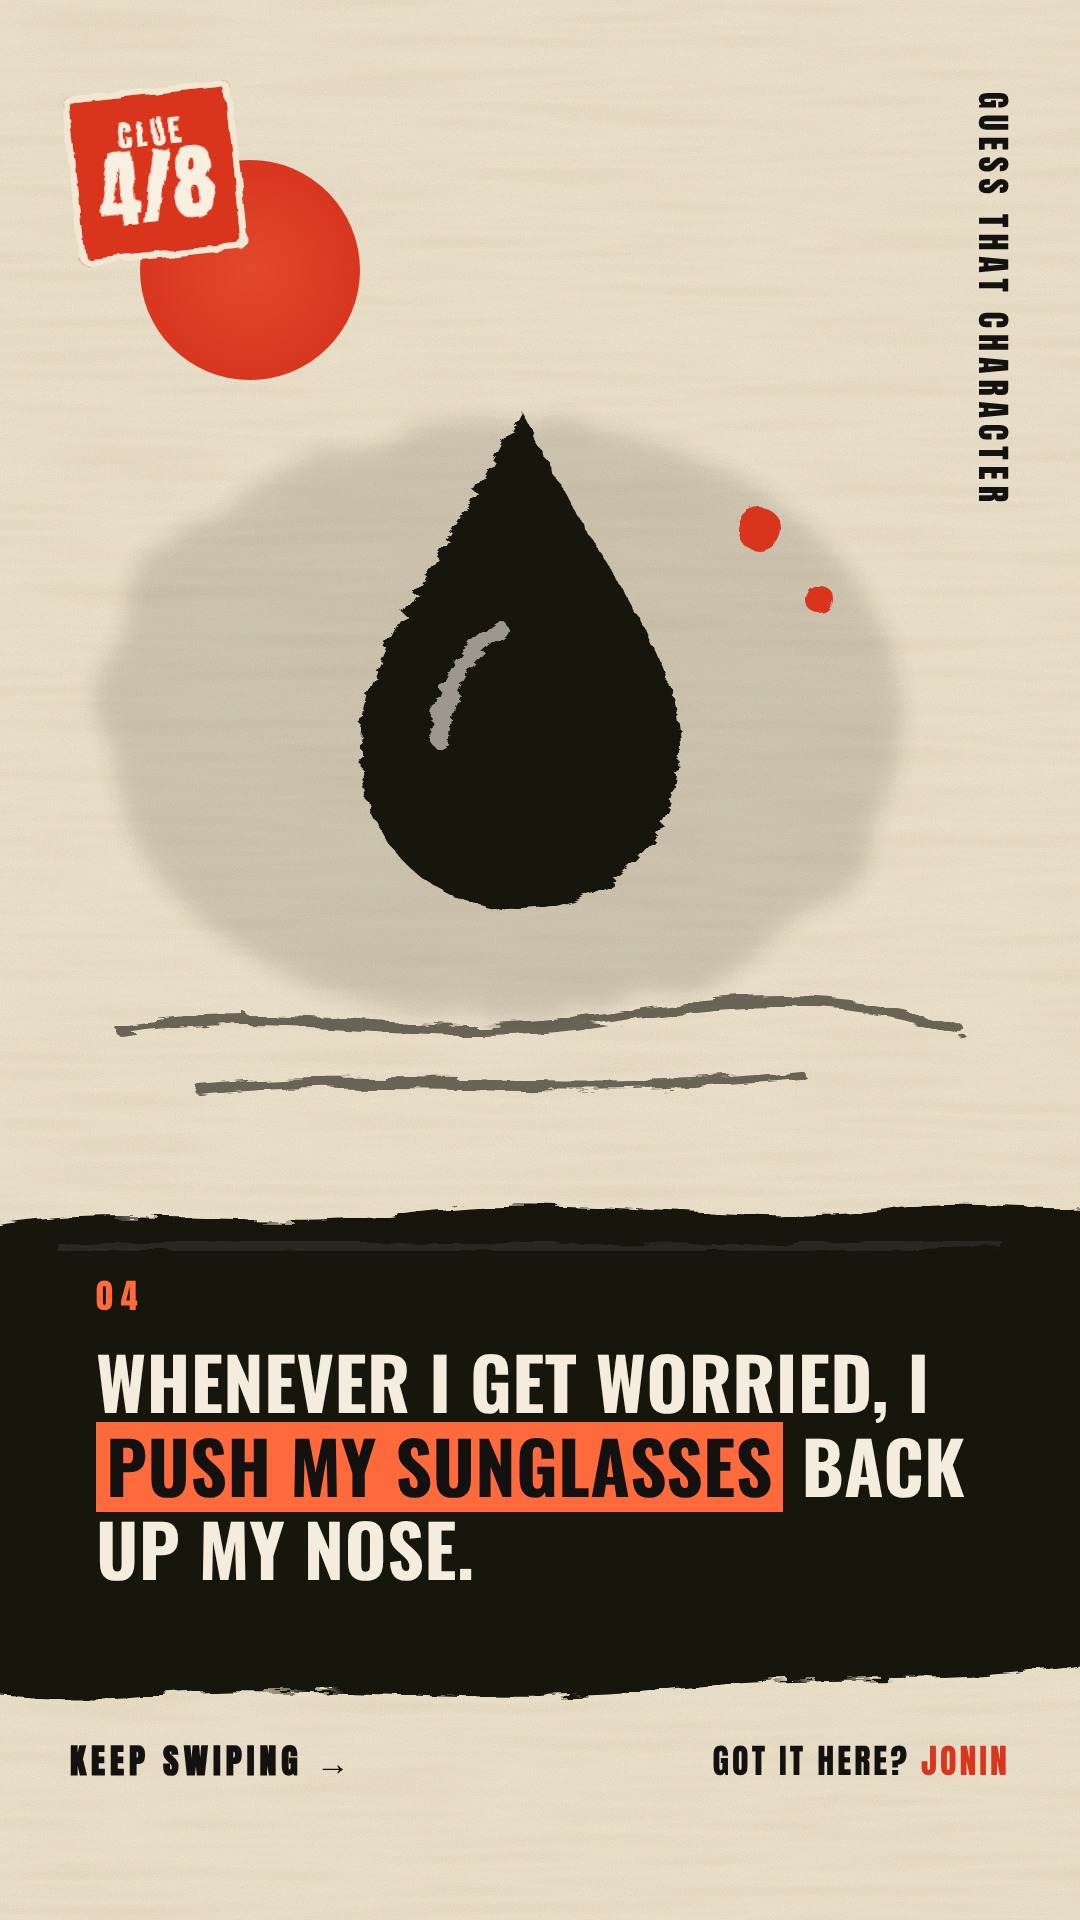 CLUE
4/8
GUESS THAT CHARACTER
04
WHENEVER I GET WORRIED, I
PUSH MY SUNGLASSES BACK
UP MY NOSE.
KEEP SWIPING →
GOT IT HERE? JONIN